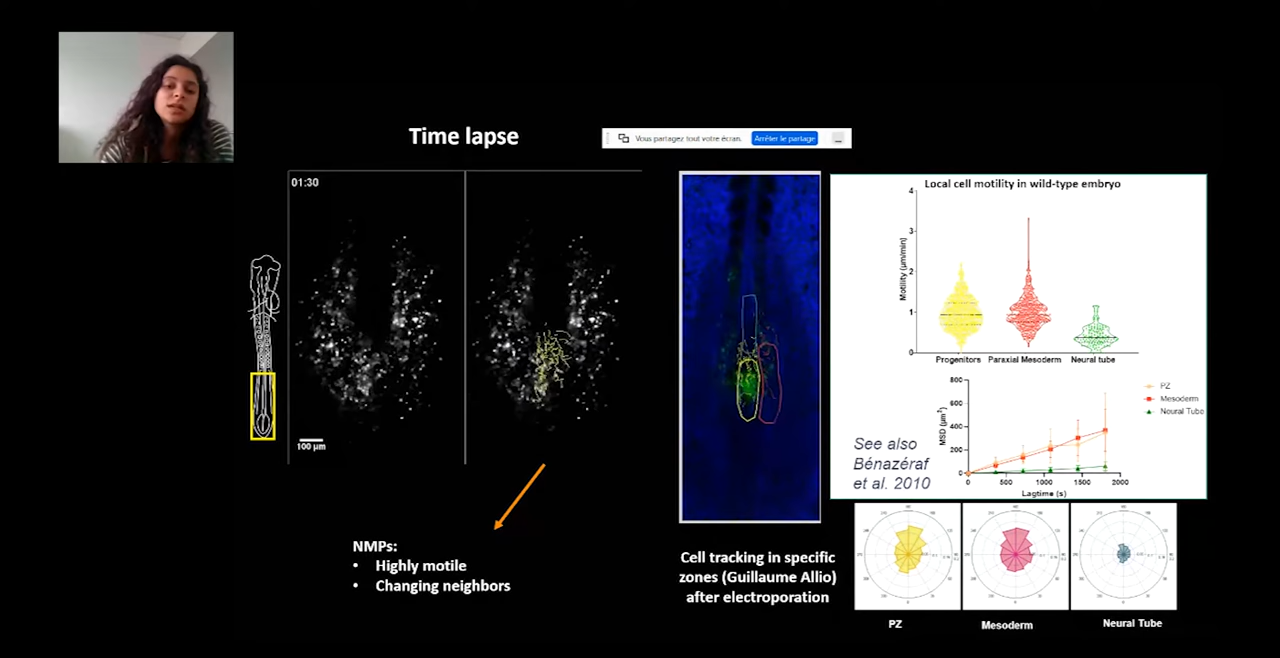 Time lapse
Vous partagez tout votre écran.
Arrêter le partage
01:30
100 µm
NMPs:
• Highly motile
• Changing neighbors
Cell tracking in specific
zones (Guillaume Allio)
after electroporation
Local cell motility in wild-type embryo
Motility (µm/min)
4
3
2
1
0
Progenitors Paraxial Mesoderm Neural tube
MSD (µm²)
800
600
400
200
0
0 500 1000 1500 2000
Lagtime (s)
PZ
Mesoderm
Neural Tube
See also
Bénazéraf
et al. 2010
PZ
Mesoderm
Neural Tube